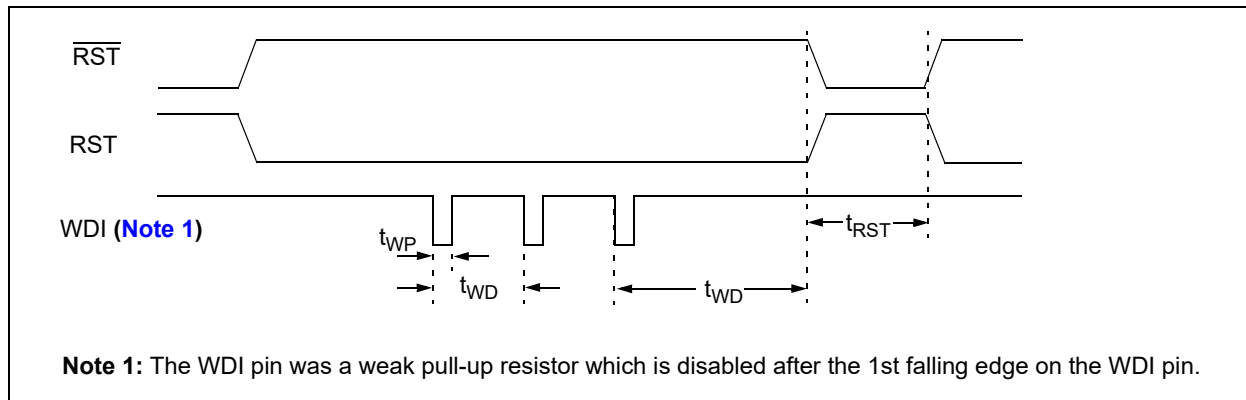 R̅S̅T̅
RST
WDI (Note 1)
tWP
tWD
tWD
tRST
Note 1: The WDI pin was a weak pull-up resistor which is disabled after the 1st falling edge on the WDI pin.